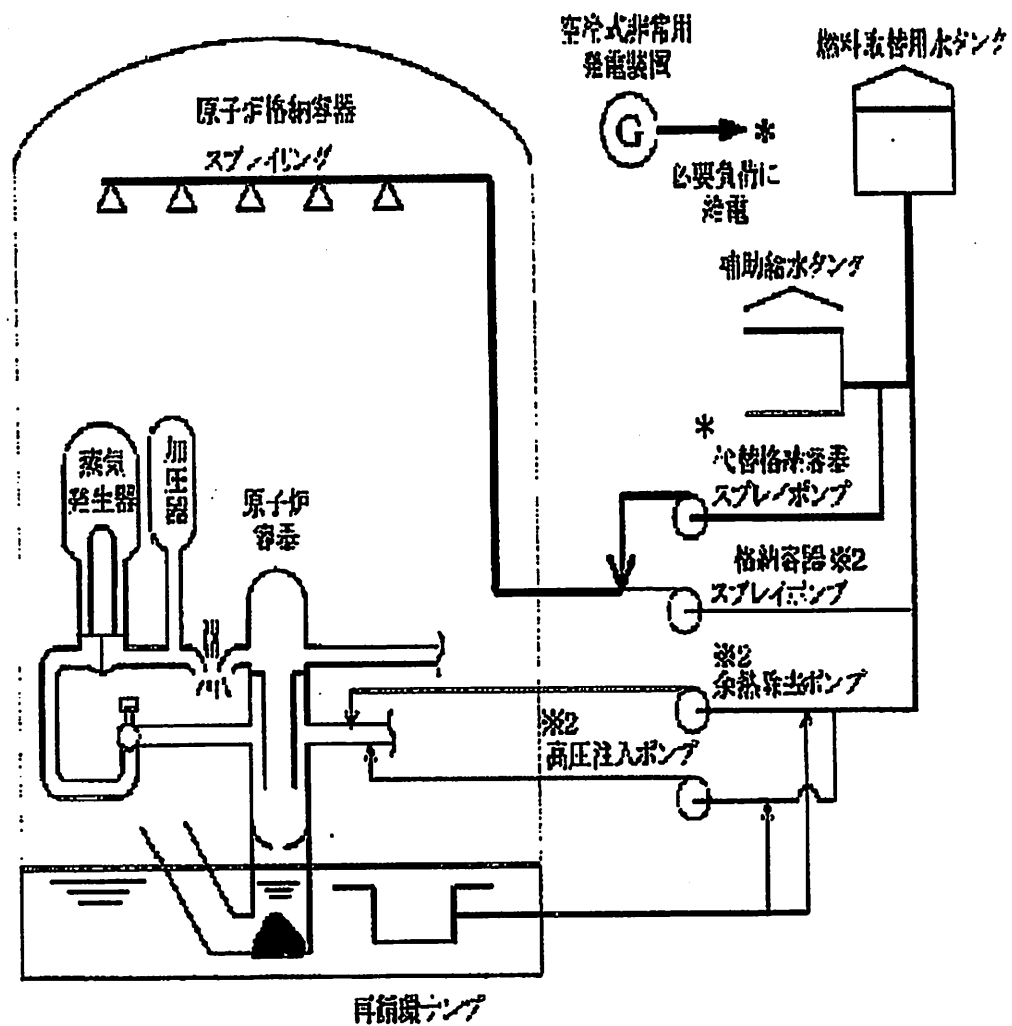 空冷式非常用
発電装置
燃料取替用水タンク
原子炉格納容器
スプレイリング
G
*
必要負荷に
給電
補助給水タンク
*
代替格納容器
スプレイポンプ
蒸気
発生器
加圧器
原子炉
容器
格納容器※2
スプレイポンプ
※2
余熱除去ポンプ
※2
高圧注入ポンプ
再循環サンプ